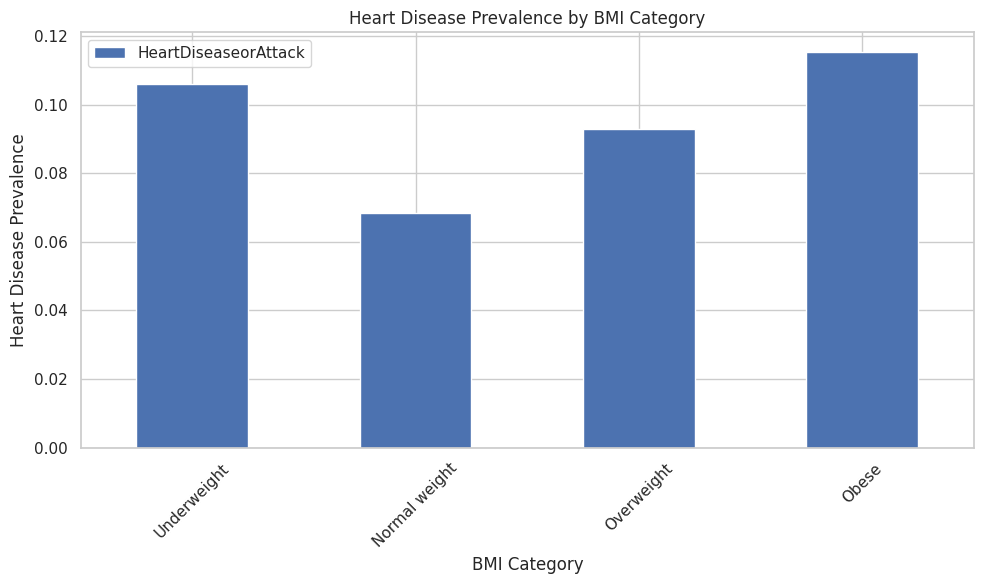 Heart Disease Prevalence by BMI Category
HeartDiseaseorAttack
Heart Disease Prevalence
0.12
0.10
0.08
0.06
0.04
0.02
0.00
Underweight
Normal weight
Overweight
Obese
BMI Category